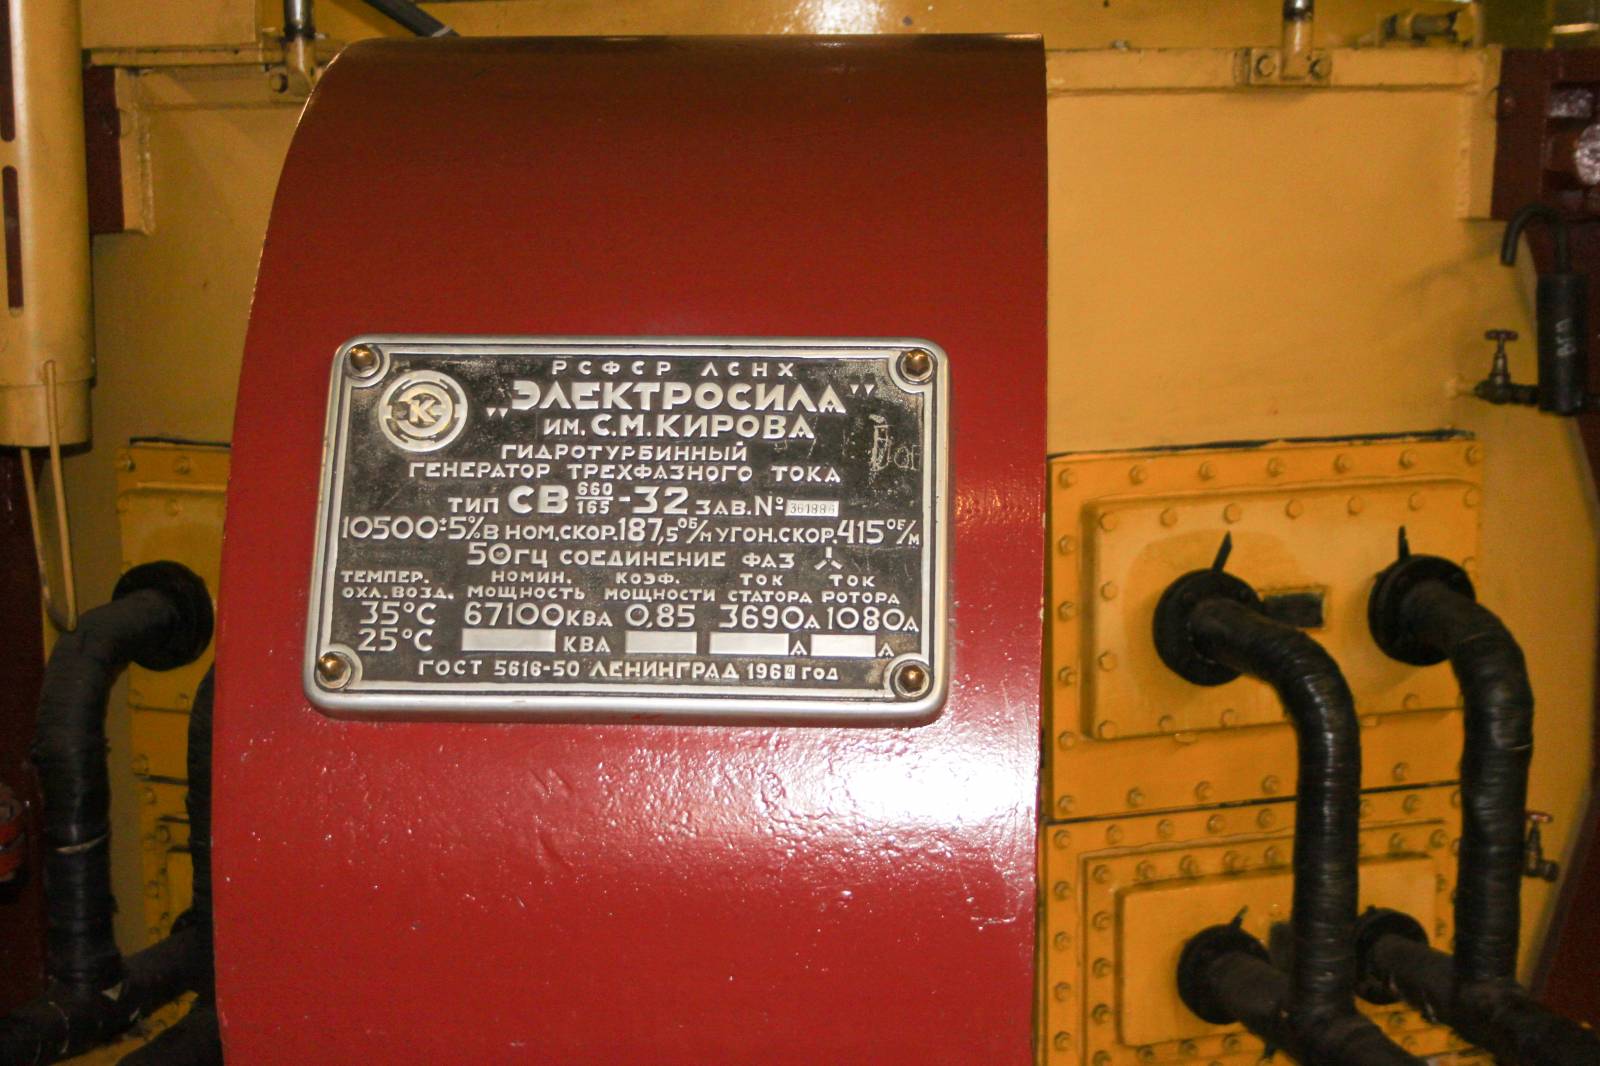 РСФСР ЛСНХ
„ЭЛЕКТРОСИЛА"
ИМ. С.М.КИРОВА
К
ГИДРОТУРБИННЫЙ
ГЕНЕРАТОР ТРЕХФАЗНОГО ТОКА
ТИП СВ 660/165-32 ЗАВ.№ 361886
10500±5%В НОМ.СКОР.187,5 ОБ/М УГОН.СКОР.415 ОБ/М
50ГЦ СОЕДИНЕНИЕ ФАЗ
ТЕМПЕР. НОМИН. КОЭФ. ТОК ТОК
ОХЛ.ВОЗД. МОЩНОСТЬ МОЩНОСТИ СТАТОРА РОТОРА
35°С 67100КВА 0,85 3690А 1080А
25°С КВА А А
ГОСТ 5616-50 ЛЕНИНГРАД 1964 ГОД